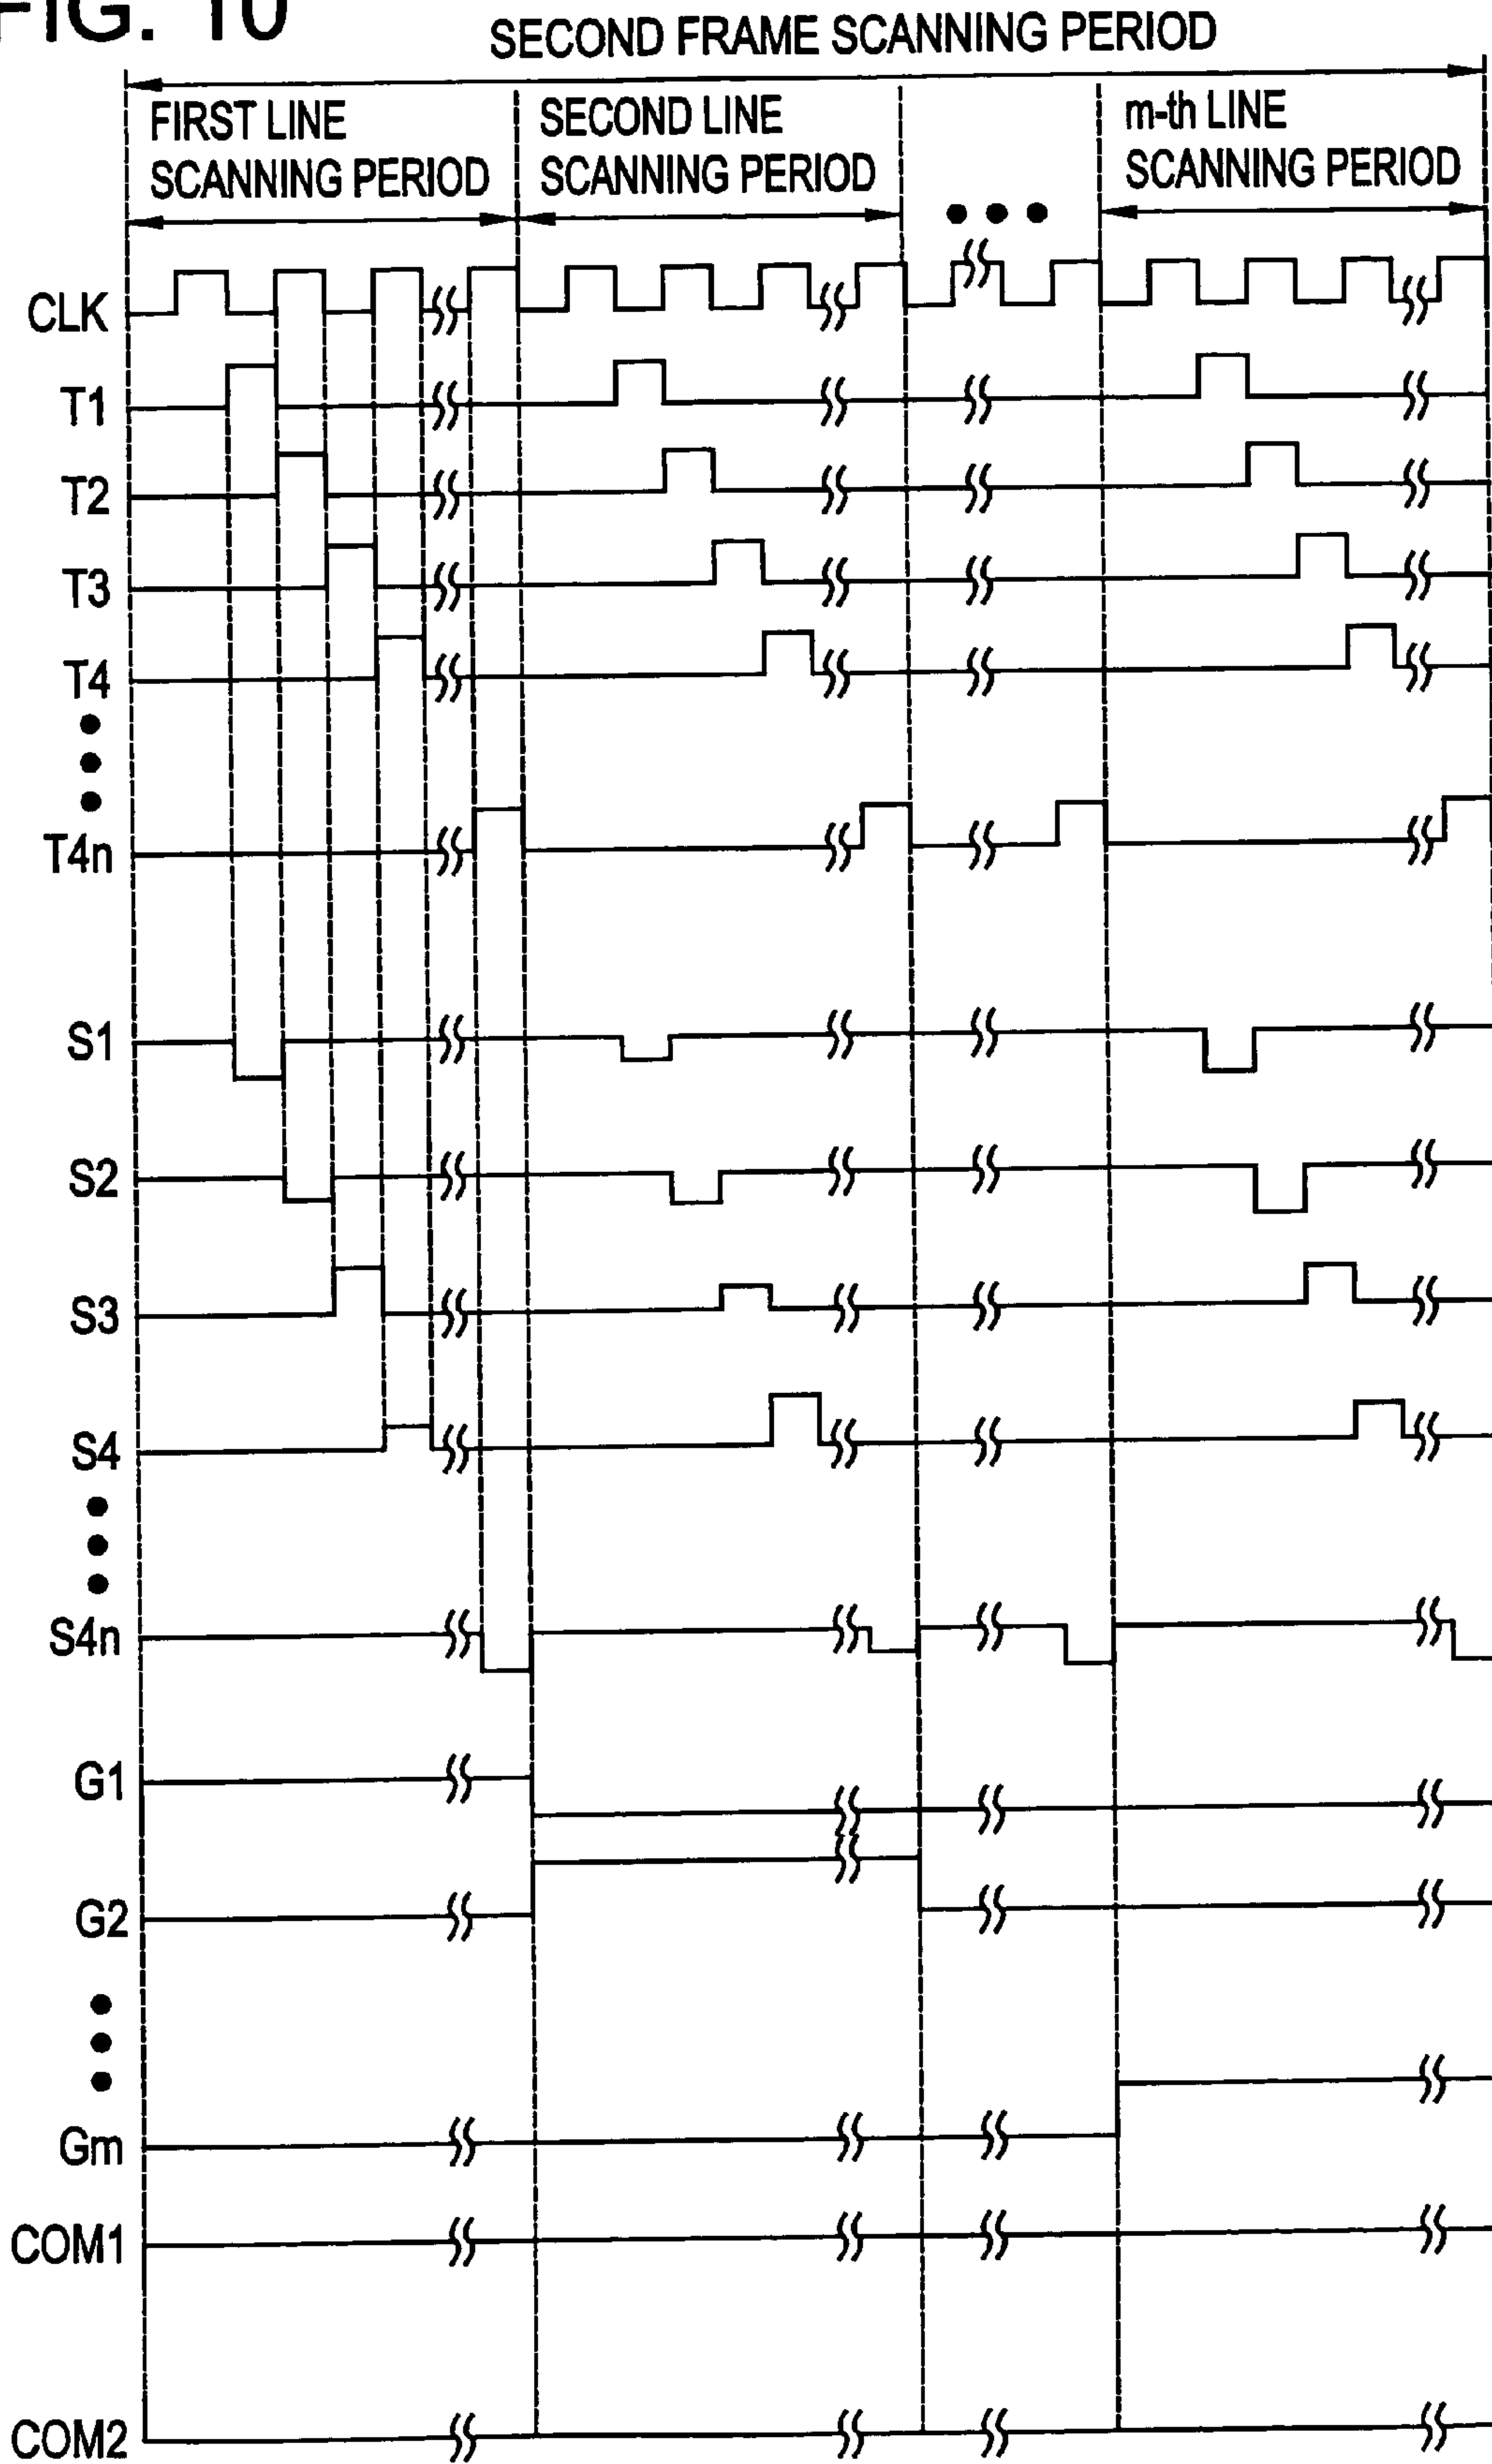 FIG. 10
SECOND FRAME SCANNING PERIOD
FIRST LINE
SCANNING PERIOD
SECOND LINE
SCANNING PERIOD
m-th LINE
SCANNING PERIOD
CLK
T1
T2
T3
T4
T4n
S1
S2
S3
S4
S4n
G1
G2
Gm
COM1
COM2